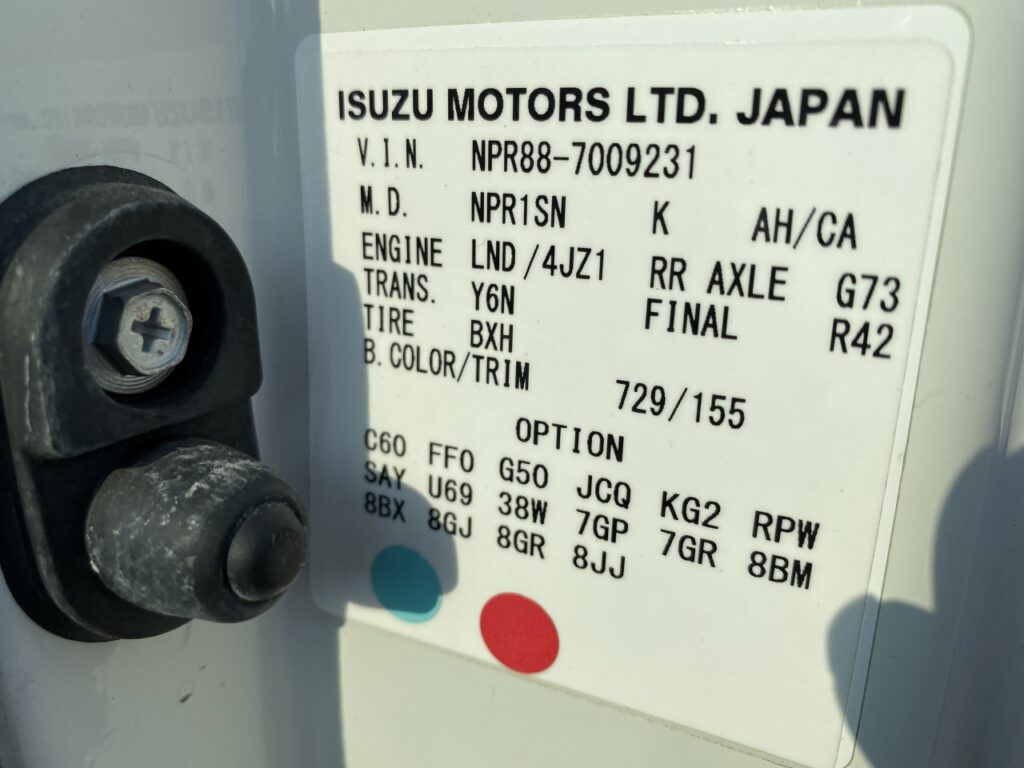 ISUZU MOTORS LTD. JAPAN
V.I.N. NPR88-7009231
M.D. NPR1SN K AH/CA
ENGINE LND/4JZ1 RR AXLE G73
TRANS. Y6N FINAL R42
TIRE BXH
B.COLOR/TRIM 729/155
OPTION
C60 FF0 G50 JCQ KG2 RPW
SAY U69 38W 7GP 7GR 8BM
8BX 8GJ 8GR 8JJ